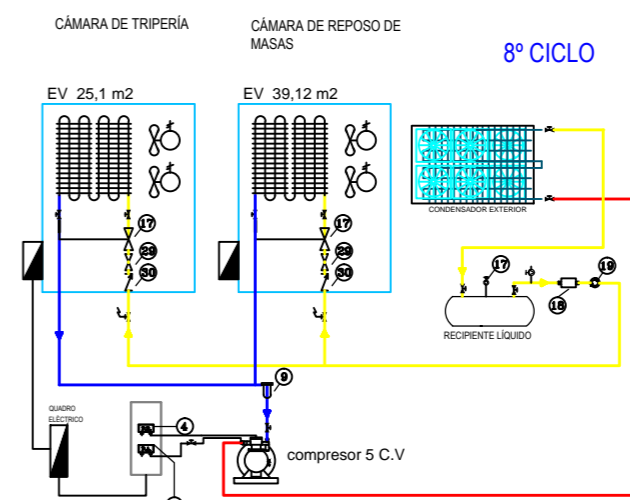 CÁMARA DE TRIPERÍA
CÁMARA DE REPOSO DE
MASAS
8º CICLO
EV 25,1 m2
EV 39,12 m2
CONDENSADOR EXTERIOR
17
29
30
17
29
30
17
18
19
RECIPIENTE LÍQUIDO
9
QUADRO
ELÈCTRICO
4
compresor 5 C.V